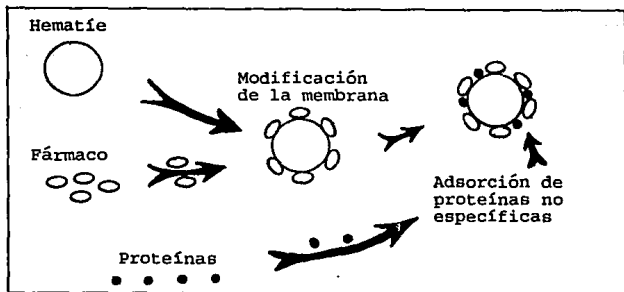 Hematíe
Modificación
de la membrana
Fármaco
Adsorción de
proteínas no
específicas
Proteínas